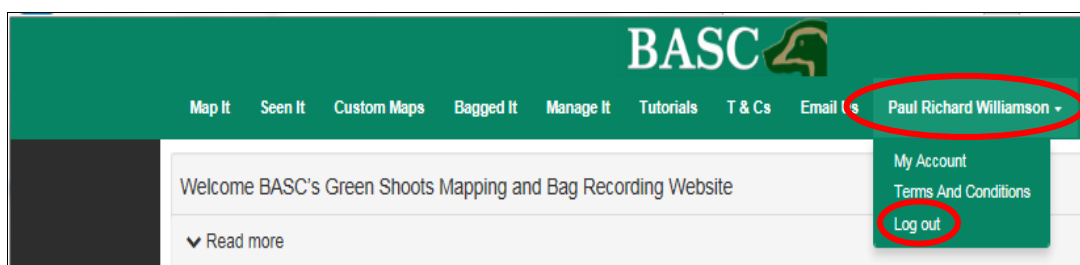 BASC
Map It Seen It Custom Maps Bagged It Manage It Tutorials T & Cs Email Us Paul Richard Williamson
My Account
Terms And Conditions
Log out
Welcome BASC's Green Shoots Mapping and Bag Recording Website
Read more